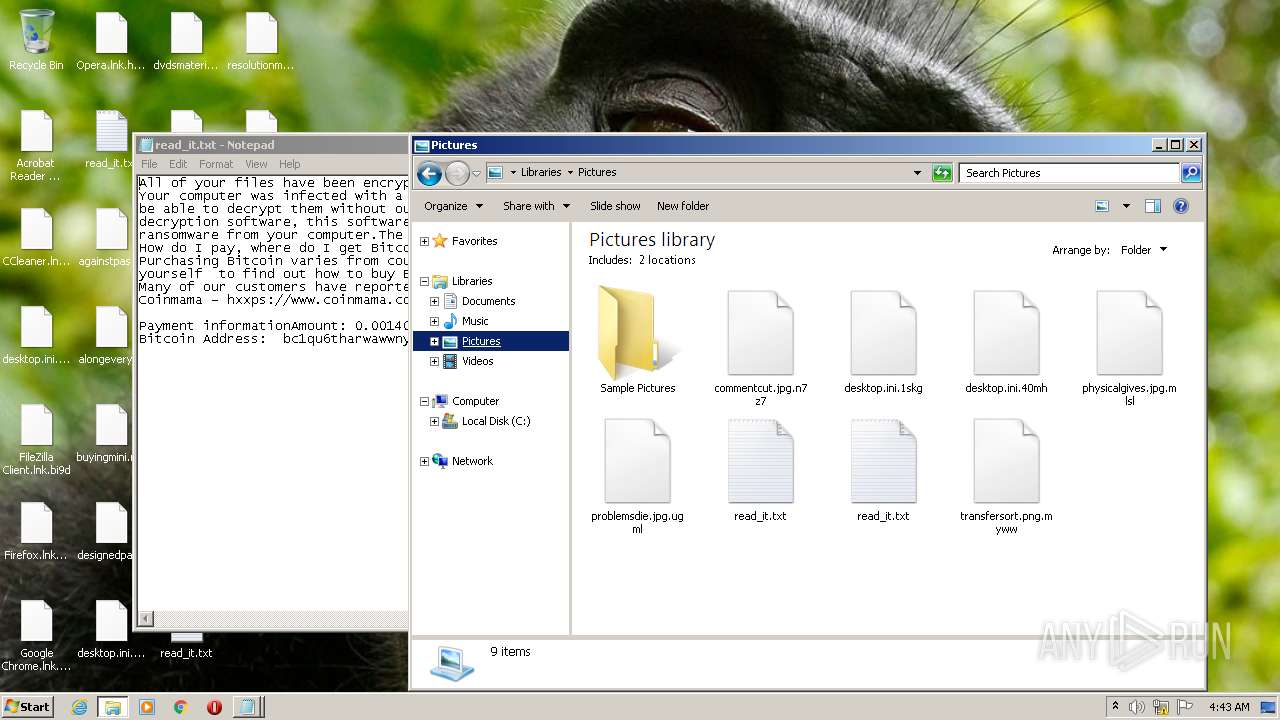 Recycle Bin
Opera.lnk.h...
dvdsmateri...
resolutionm...
Acrobat
Reader ...
read_it.tx
CCleaner.ln...
againstpas
desktop.ini....
alongevery
FileZilla
Client.lnk.bi9d
buyingmini.r
Firefox.lnk...
designedpa
Google
Chrome.lnk....
desktop.ini....
read_it.txt
read_it.txt - Notepad
File Edit Format View Help
All of your files have been encryp
Your computer was infected with a
be able to decrypt them without ou
decryption software, this software
ransomware from your computer.The
How do I pay, where do I get Bitco
Purchasing Bitcoin varies from cou
yourself  to find out how to buy B
Many of our customers have reporte
Coinmama - hxxps://www.coinmama.co
Payment informationAmount: 0.00140
Bitcoin Address:  bc1qu6tharwawwny
Pictures
Libraries Pictures
Search Pictures
Organize Share with Slide show New folder
Favorites
Libraries
Documents
Music
Pictures
Videos
Computer
Local Disk (C:)
Network
Pictures library
Includes: 2 locations
Arrange by: Folder
Sample Pictures
commentcut.jpg.n7
z7
desktop.ini.1skg
desktop.ini.40mh
physicalgives.jpg.m
lsl
problemsdie.jpg.ug
ml
read_it.txt
read_it.txt
transfersort.png.m
yww
9 items
ANY RUN
Start
4:43 AM